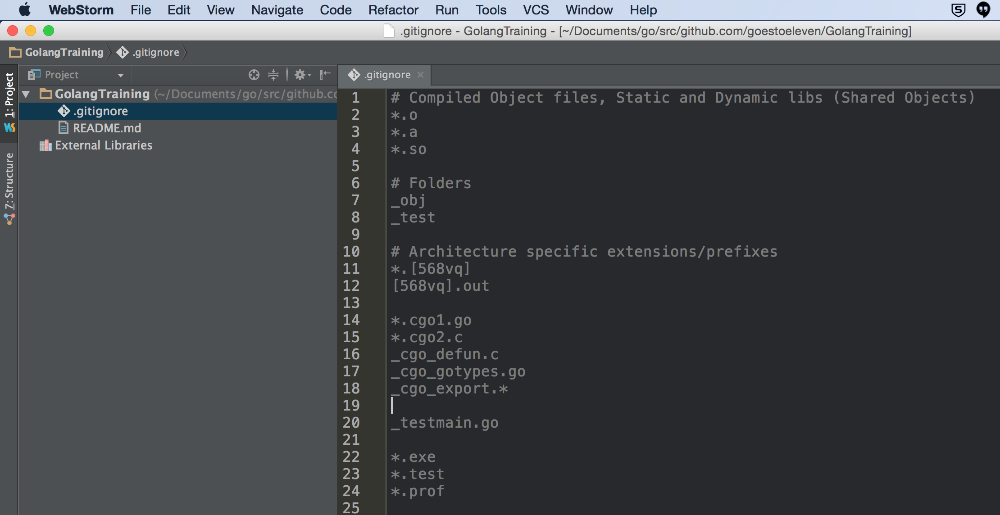 WebStorm File Edit View Navigate Code Refactor Run Tools VCS Window Help
.gitignore - GolangTraining - [~/Documents/go/src/github.com/goestoeleven/GolangTraining]
GolangTraining .gitignore
1: Project
7: Structure
Project
GolangTraining (~/Documents/go/src/github.cc
.gitignore
README.md
External Libraries
.gitignore
1 # Compiled Object files, Static and Dynamic libs (Shared Objects)
2 *.o
3 *.a
4 *.so
5
6 # Folders
7 _obj
8 _test
9
10 # Architecture specific extensions/prefixes
11 *.[568vq]
12 [568vq].out
13
14 *.cgo1.go
15 *.cgo2.c
16 _cgo_defun.c
17 _cgo_gotypes.go
18 _cgo_export.*
19
20 _testmain.go
21
22 *.exe
23 *.test
24 *.prof
25